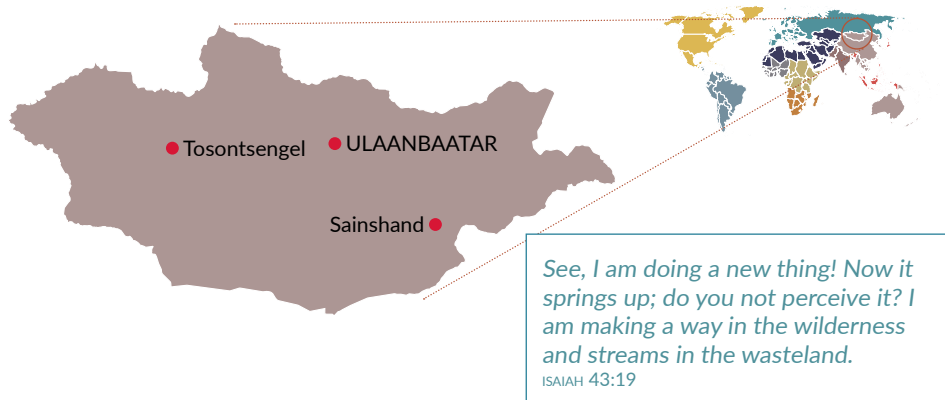 Tosontsengel
ULAANBAATAR
Sainshand
See, I am doing a new thing! Now it
springs up; do you not perceive it? I
am making a way in the wilderness
and streams in the wasteland.
ISAIAH 43:19